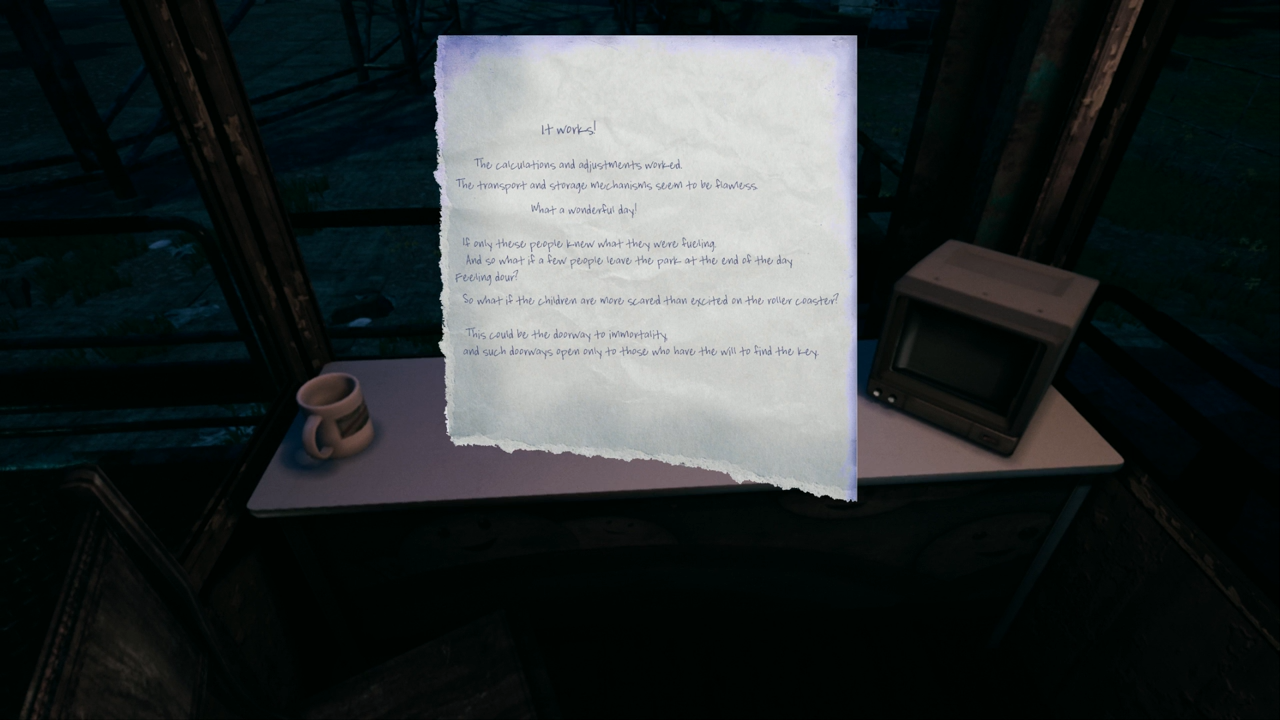 It works!
The calculations and adjustments worked.
The transport and storage mechanisms seem to be flawless.
What a wonderful day!
If only these people knew what they were fueling.
And so what if a few people leave the park at the end of the day
Feeling dour?
So what if the children are more scared than excited on the roller coaster?
This could be the doorway to immortality,
and such doorways open only to those who have the will to find the key.